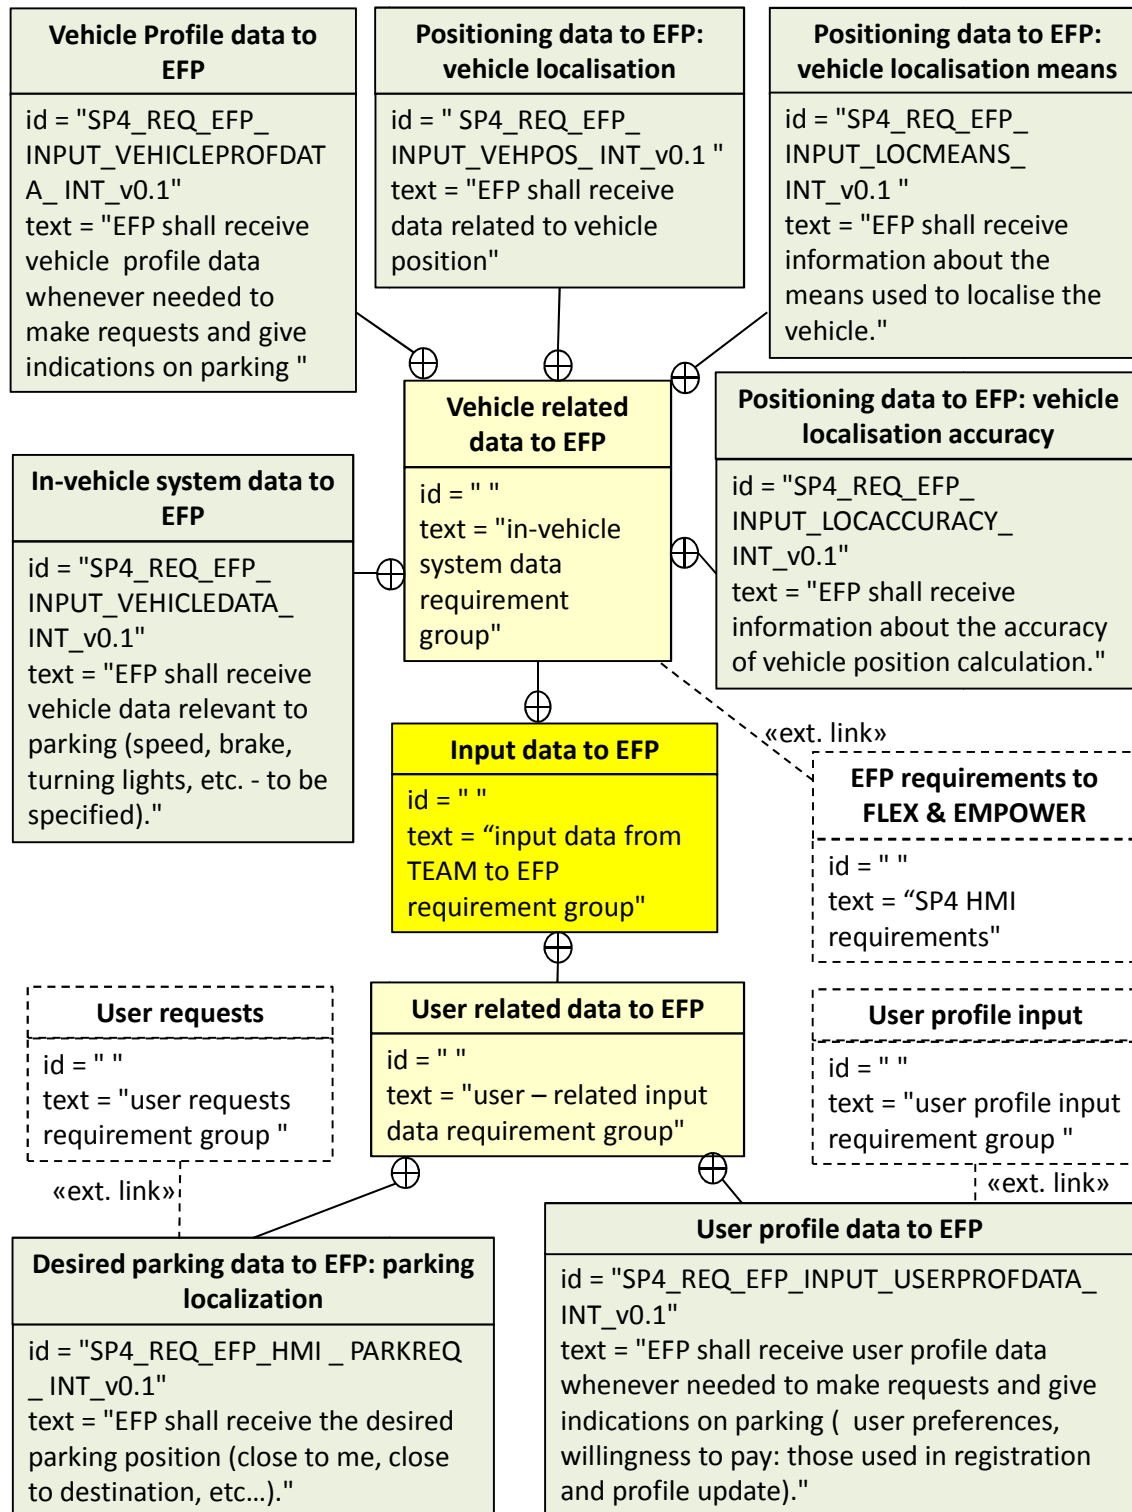 Vehicle Profile data to
EFP
id = "SP4_REQ_EFP_
INPUT_VEHICLEPROFDAT
A_ INT_v0.1"
text = "EFP shall receive
vehicle  profile data
whenever needed to
make requests and give
indications on parking "
Positioning data to EFP:
vehicle localisation
id = " SP4_REQ_EFP_
INPUT_VEHPOS_ INT_v0.1 "
text = "EFP shall receive
data related to vehicle
position"
Positioning data to EFP:
vehicle localisation means
id = "SP4_REQ_EFP_
INPUT_LOCMEANS_
INT_v0.1 "
text = "EFP shall receive
information about the
means used to localise the
vehicle."
Vehicle related
data to EFP
id = " "
text = "in-vehicle
system data
requirement
group"
Positioning data to EFP: vehicle
localisation accuracy
id = "SP4_REQ_EFP_
INPUT_LOCACCURACY_
INT_v0.1"
text = "EFP shall receive
information about the accuracy
of vehicle position calculation."
In-vehicle system data to
EFP
id = "SP4_REQ_EFP_
INPUT_VEHICLEDATA_
INT_v0.1"
text = "EFP shall receive
vehicle data relevant to
parking (speed, brake,
turning lights, etc. - to be
specified)."
Input data to EFP
id = " "
text = “input data from
TEAM to EFP
requirement group"
«ext. link»
EFP requirements to
FLEX & EMPOWER
id = " "
text = “SP4 HMI
requirements"
User requests
id = " "
text = "user requests
requirement group "
User related data to EFP
id = " "
text = "user – related input
data requirement group"
User profile input
id = " "
text = "user profile input
requirement group "
«ext. link»
«ext. link»
Desired parking data to EFP: parking
localization
id = "SP4_REQ_EFP_HMI _ PARKREQ
_ INT_v0.1"
text = "EFP shall receive the desired
parking position (close to me, close
to destination, etc…)."
User profile data to EFP
id = "SP4_REQ_EFP_INPUT_USERPROFDATA_
INT_v0.1"
text = "EFP shall receive user profile data
whenever needed to make requests and give
indications on parking (  user preferences,
willingness to pay: those used in registration
and profile update)."